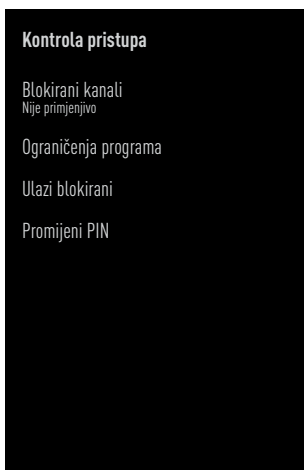 Kontrola pristupa
Blokirani kanali
Nije primjenjivo
Ograničenja programa
Ulazi blokirani
Promijeni PIN